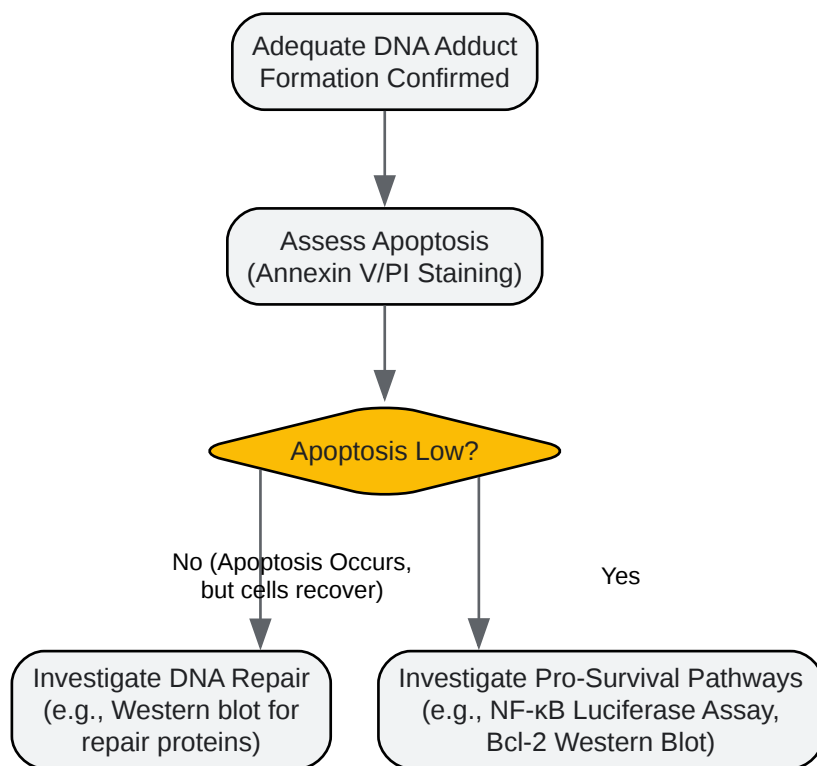 Adequate DNA Adduct
Formation Confirmed
Assess Apoptosis
(Annexin V/PI Staining)
Apoptosis Low?
No (Apoptosis Occurs,
but cells recover)
Yes
Investigate DNA Repair
(e.g., Western blot for
repair proteins)
Investigate Pro-Survival Pathways
(e.g., NF-κB Luciferase Assay,
Bcl-2 Western Blot)